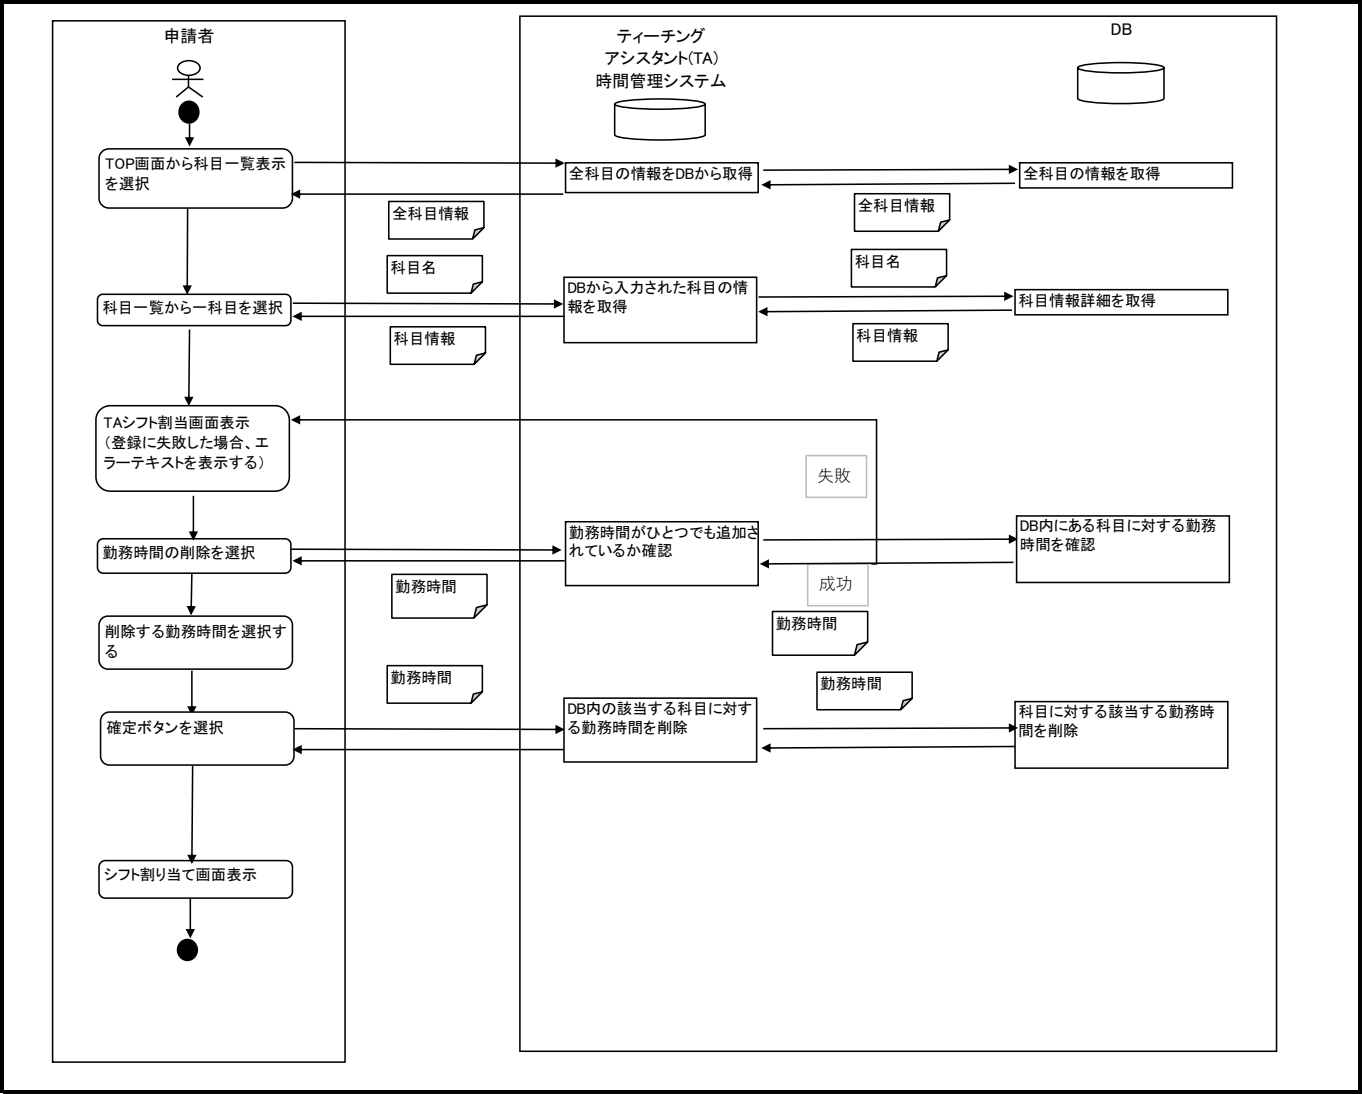 申請者
ティーチング
アシスタント(TA)
時間管理システム
DB
TOP画面から科目一覧表示
を選択
全科目の情報をDBから取得
全科目の情報を取得
全科目情報
全科目情報
科目名
科目名
科目一覧から一科目を選択
DBから入力された科目の情
報を取得
科目情報詳細を取得
科目情報
科目情報
TAシフト割当画面表示
(登録に失敗した場合、エ
ラーテキストを表示する)
失敗
勤務時間の削除を選択
勤務時間がひとつでも追加さ
れているか確認
DB内にある科目に対する勤務
時間を確認
成功
勤務時間
勤務時間
削除する勤務時間を選択す
る
勤務時間
勤務時間
確定ボタンを選択
DB内の該当する科目に対す
る勤務時間を削除
科目に対する該当する勤務時
間を削除
シフト割り当て画面表示